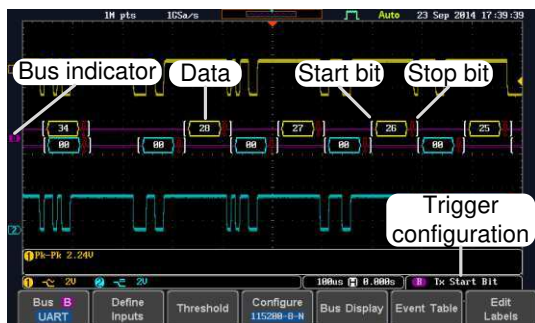 1M pts 1GSa/s Auto 23 Sep 2014 17:39:39
Bus indicator Data Start bit Stop bit
34 28 27 26 25
00 00 00 00 00
B
2
Trigger
configuration
1 Pk-Pk 2.24V
1 2V 2 2V 100us H 0.000s B Tx Start Bit
Bus B Define Threshold Configure Bus Display Event Table Edit
UART Inputs 115200-8-N Labels